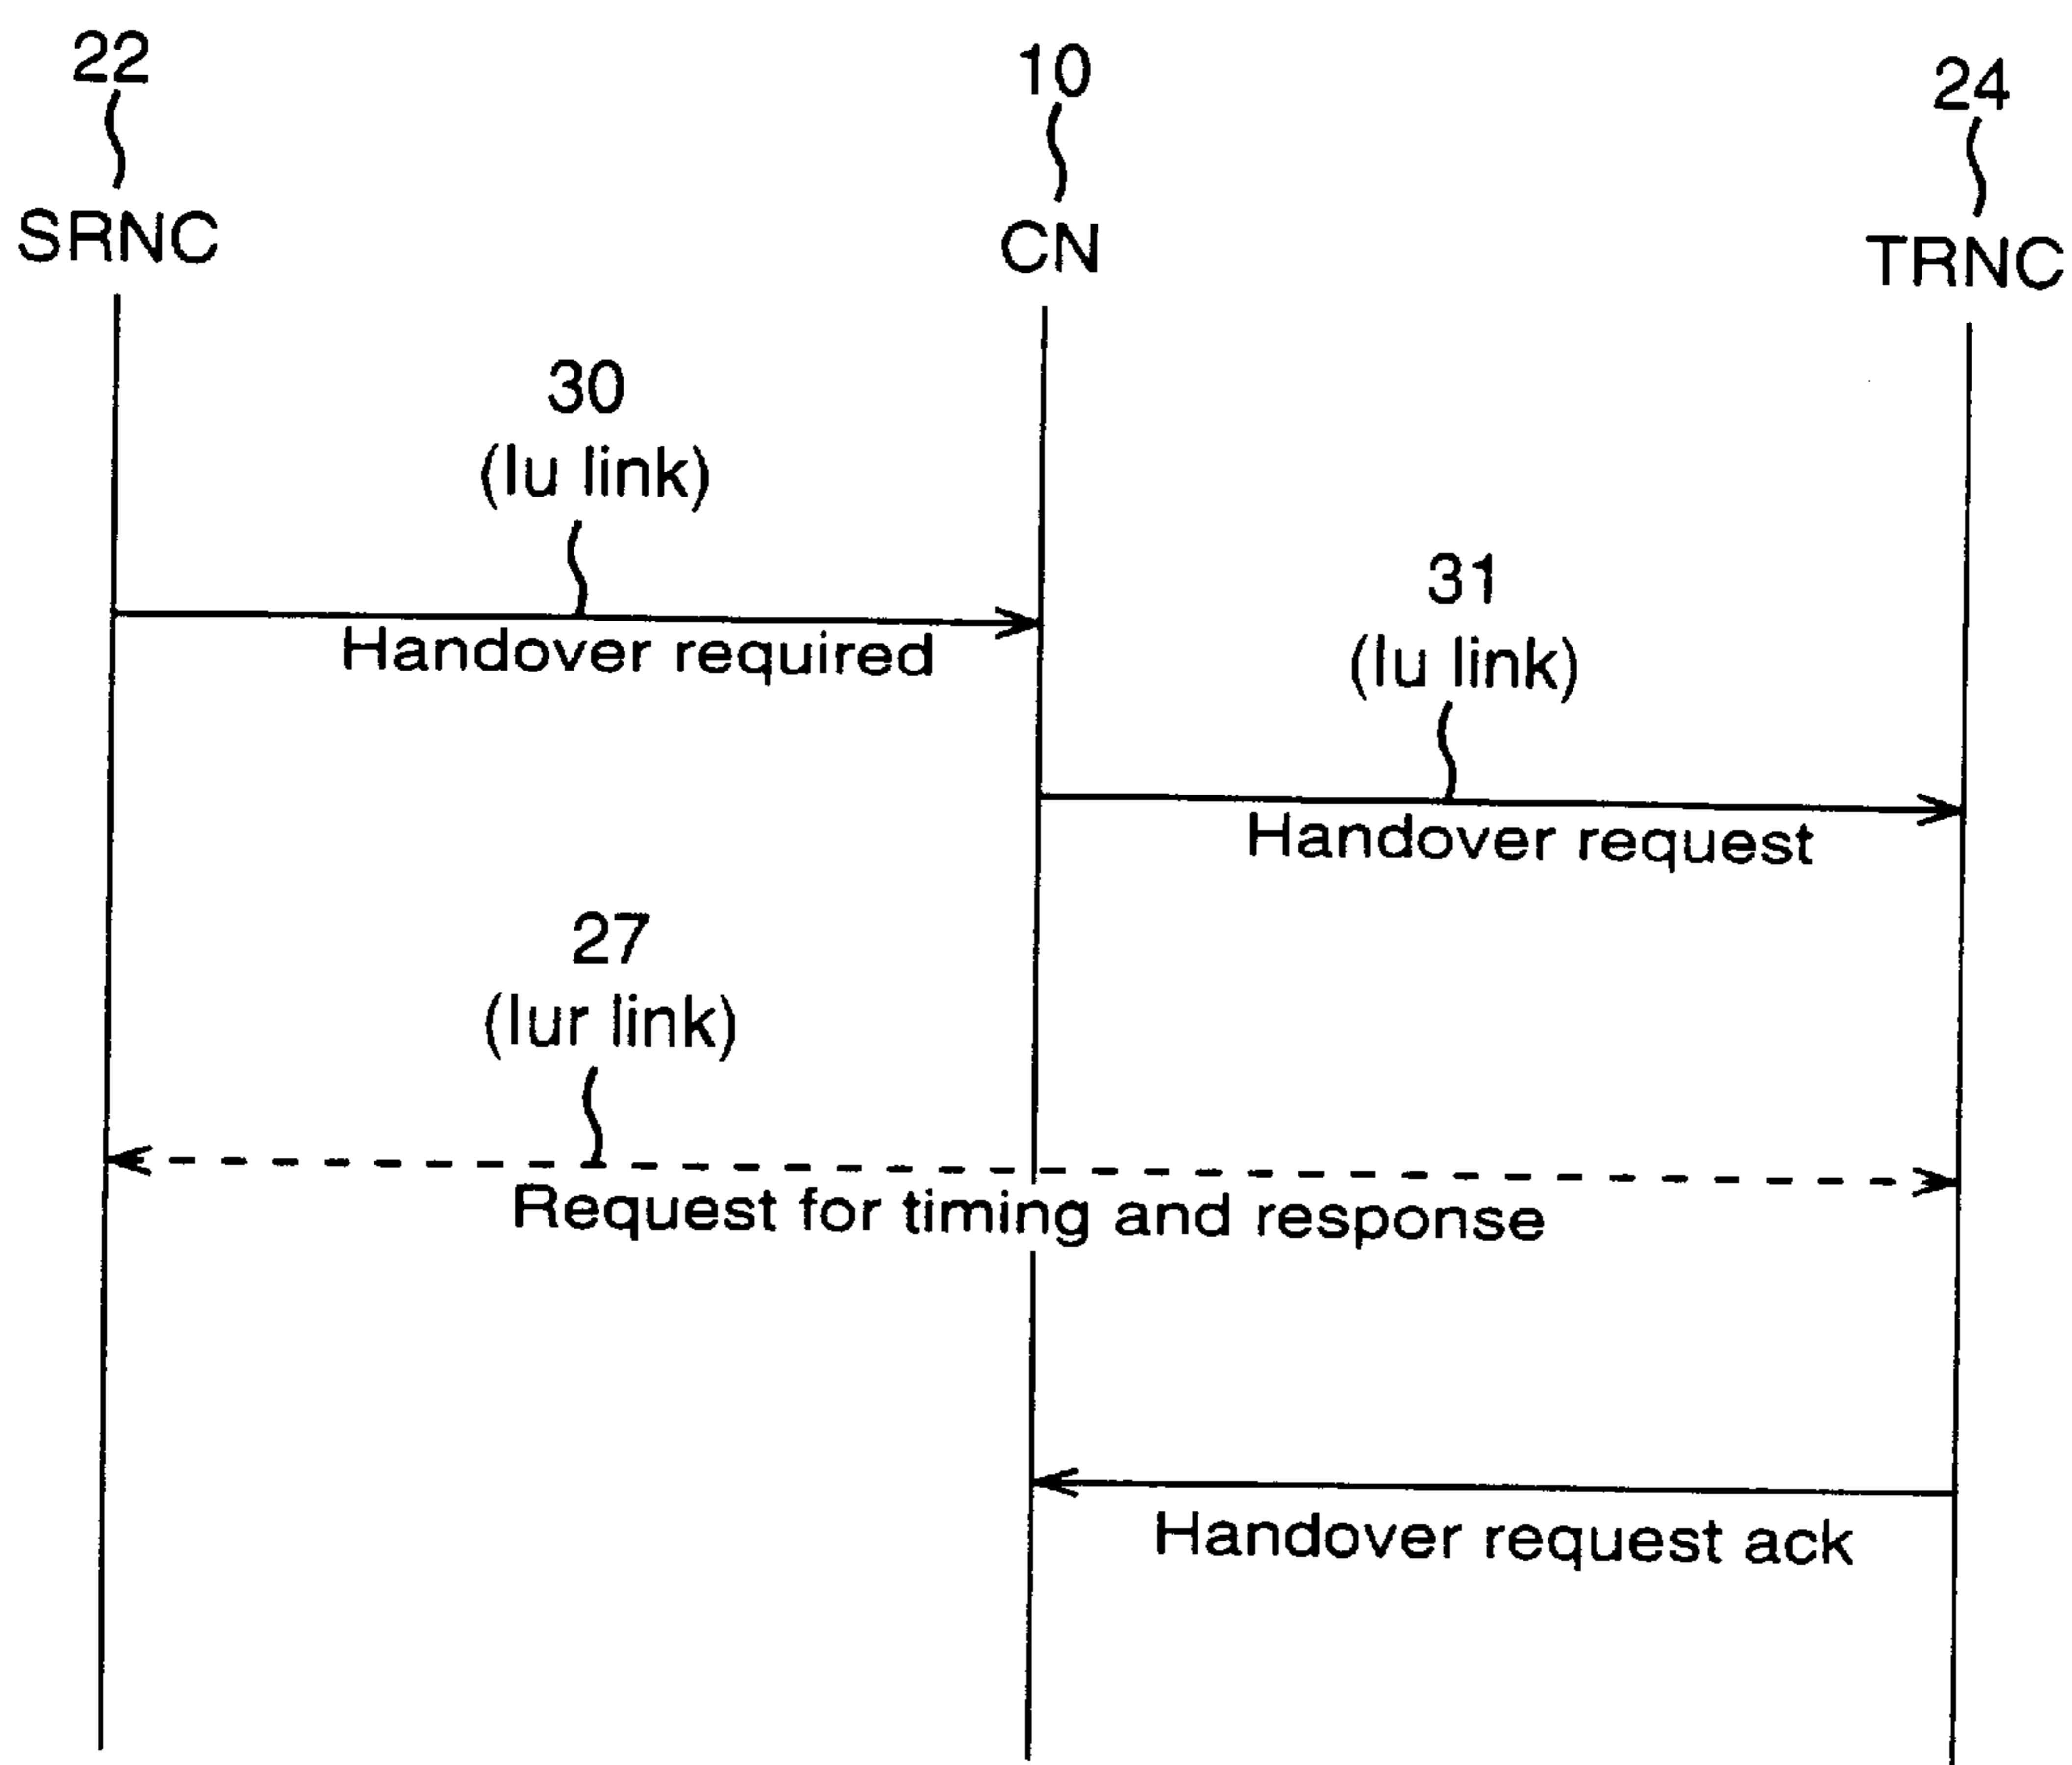 22
10
24
SRNC
CN
TRNC
30
(Iu link)
Handover required
31
(Iu link)
Handover request
27
(Iur link)
Request for timing and response
Handover request ack